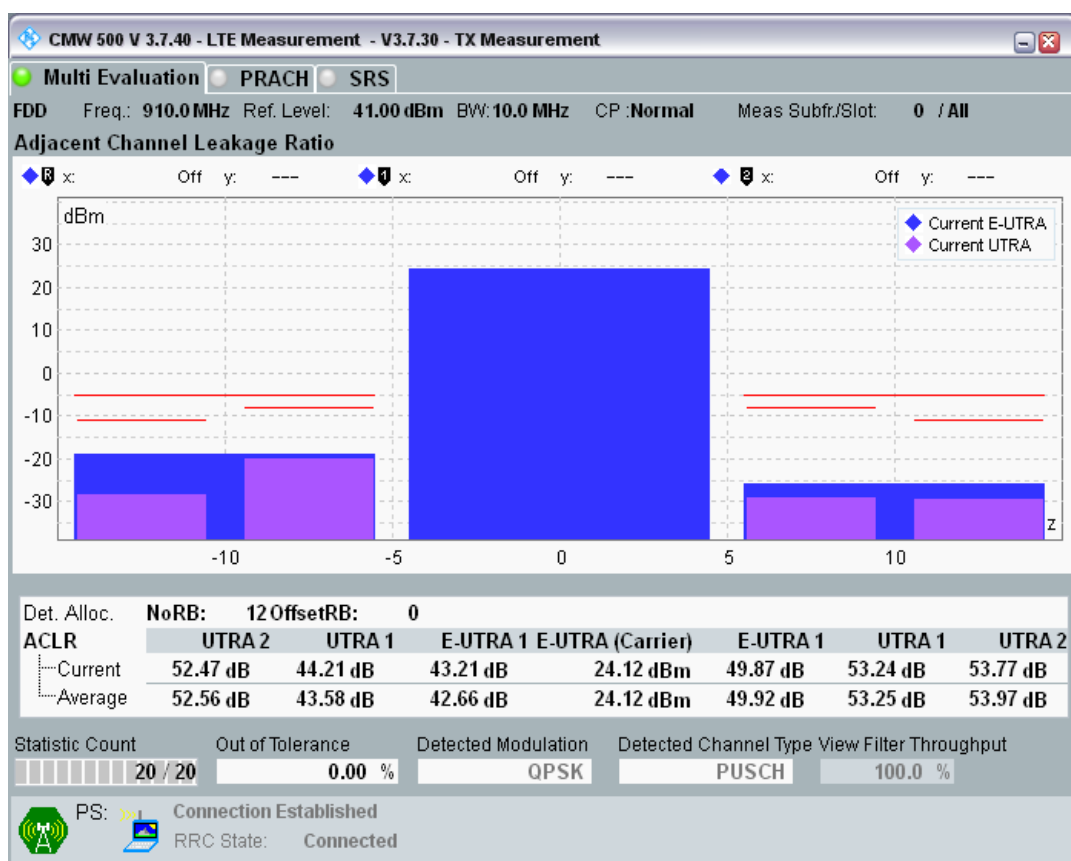 CMW 500 V 3.7.40 - LTE Measurement - V3.7.30 - TX Measurement
Multi Evaluation PRACH SRS
FDD Freq.: 910.0 MHz Ref. Level: 41.00 dBm BW: 10.0 MHz CP :Normal Meas Subfr./Slot: 0 / All
Adjacent Channel Leakage Ratio
R x: Off y: --- 1 x: Off y: --- 2 x: Off y: ---
dBm
Current E-UTRA
Current UTRA
30
20
10
0
-10
-20
-30
z
-10 -5 0 5 10
Det. Alloc. NoRB: 12 OffsetRB: 0
ACLR UTRA 2 UTRA 1 E-UTRA 1 E-UTRA (Carrier) E-UTRA 1 UTRA 1 UTRA 2
Current 52.47 dB 44.21 dB 43.21 dB 24.12 dBm 49.87 dB 53.24 dB 53.77 dB
Average 52.56 dB 43.58 dB 42.66 dB 24.12 dBm 49.92 dB 53.25 dB 53.97 dB
Statistic Count Out of Tolerance Detected Modulation Detected Channel Type View Filter Throughput
20 / 20 0.00 % QPSK PUSCH 100.0 %
PS: Connection Established
RRC State: Connected